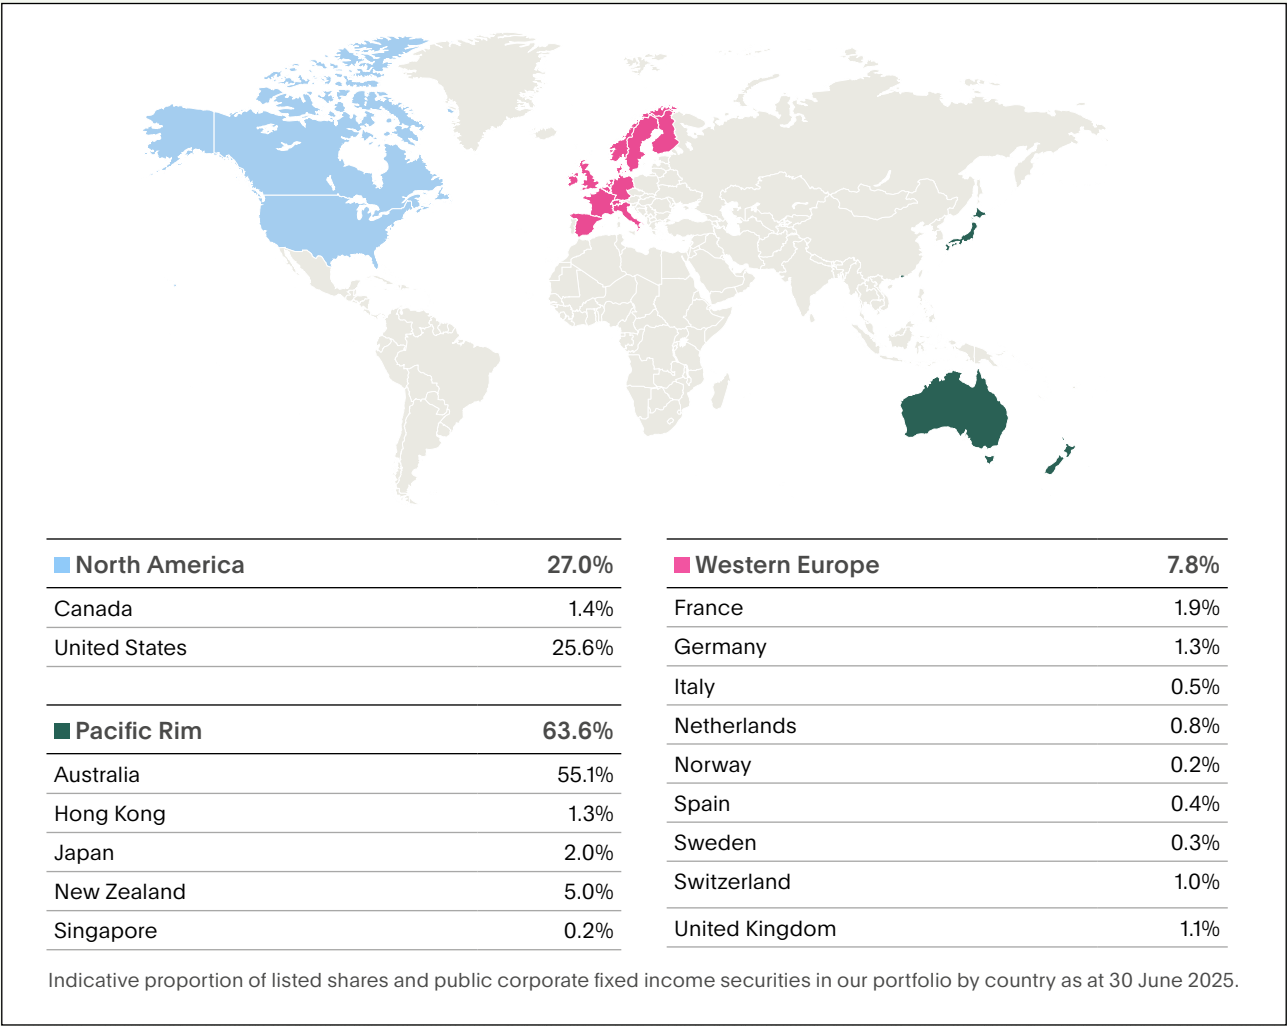 North America 27.0%
Canada 1.4%
United States 25.6%
Pacific Rim 63.6%
Australia 55.1%
Hong Kong 1.3%
Japan 2.0%
New Zealand 5.0%
Singapore 0.2%
Western Europe 7.8%
France 1.9%
Germany 1.3%
Italy 0.5%
Netherlands 0.8%
Norway 0.2%
Spain 0.4%
Sweden 0.3%
Switzerland 1.0%
United Kingdom 1.1%
Indicative proportion of listed shares and public corporate fixed income securities in our portfolio by country as at 30 June 2025.